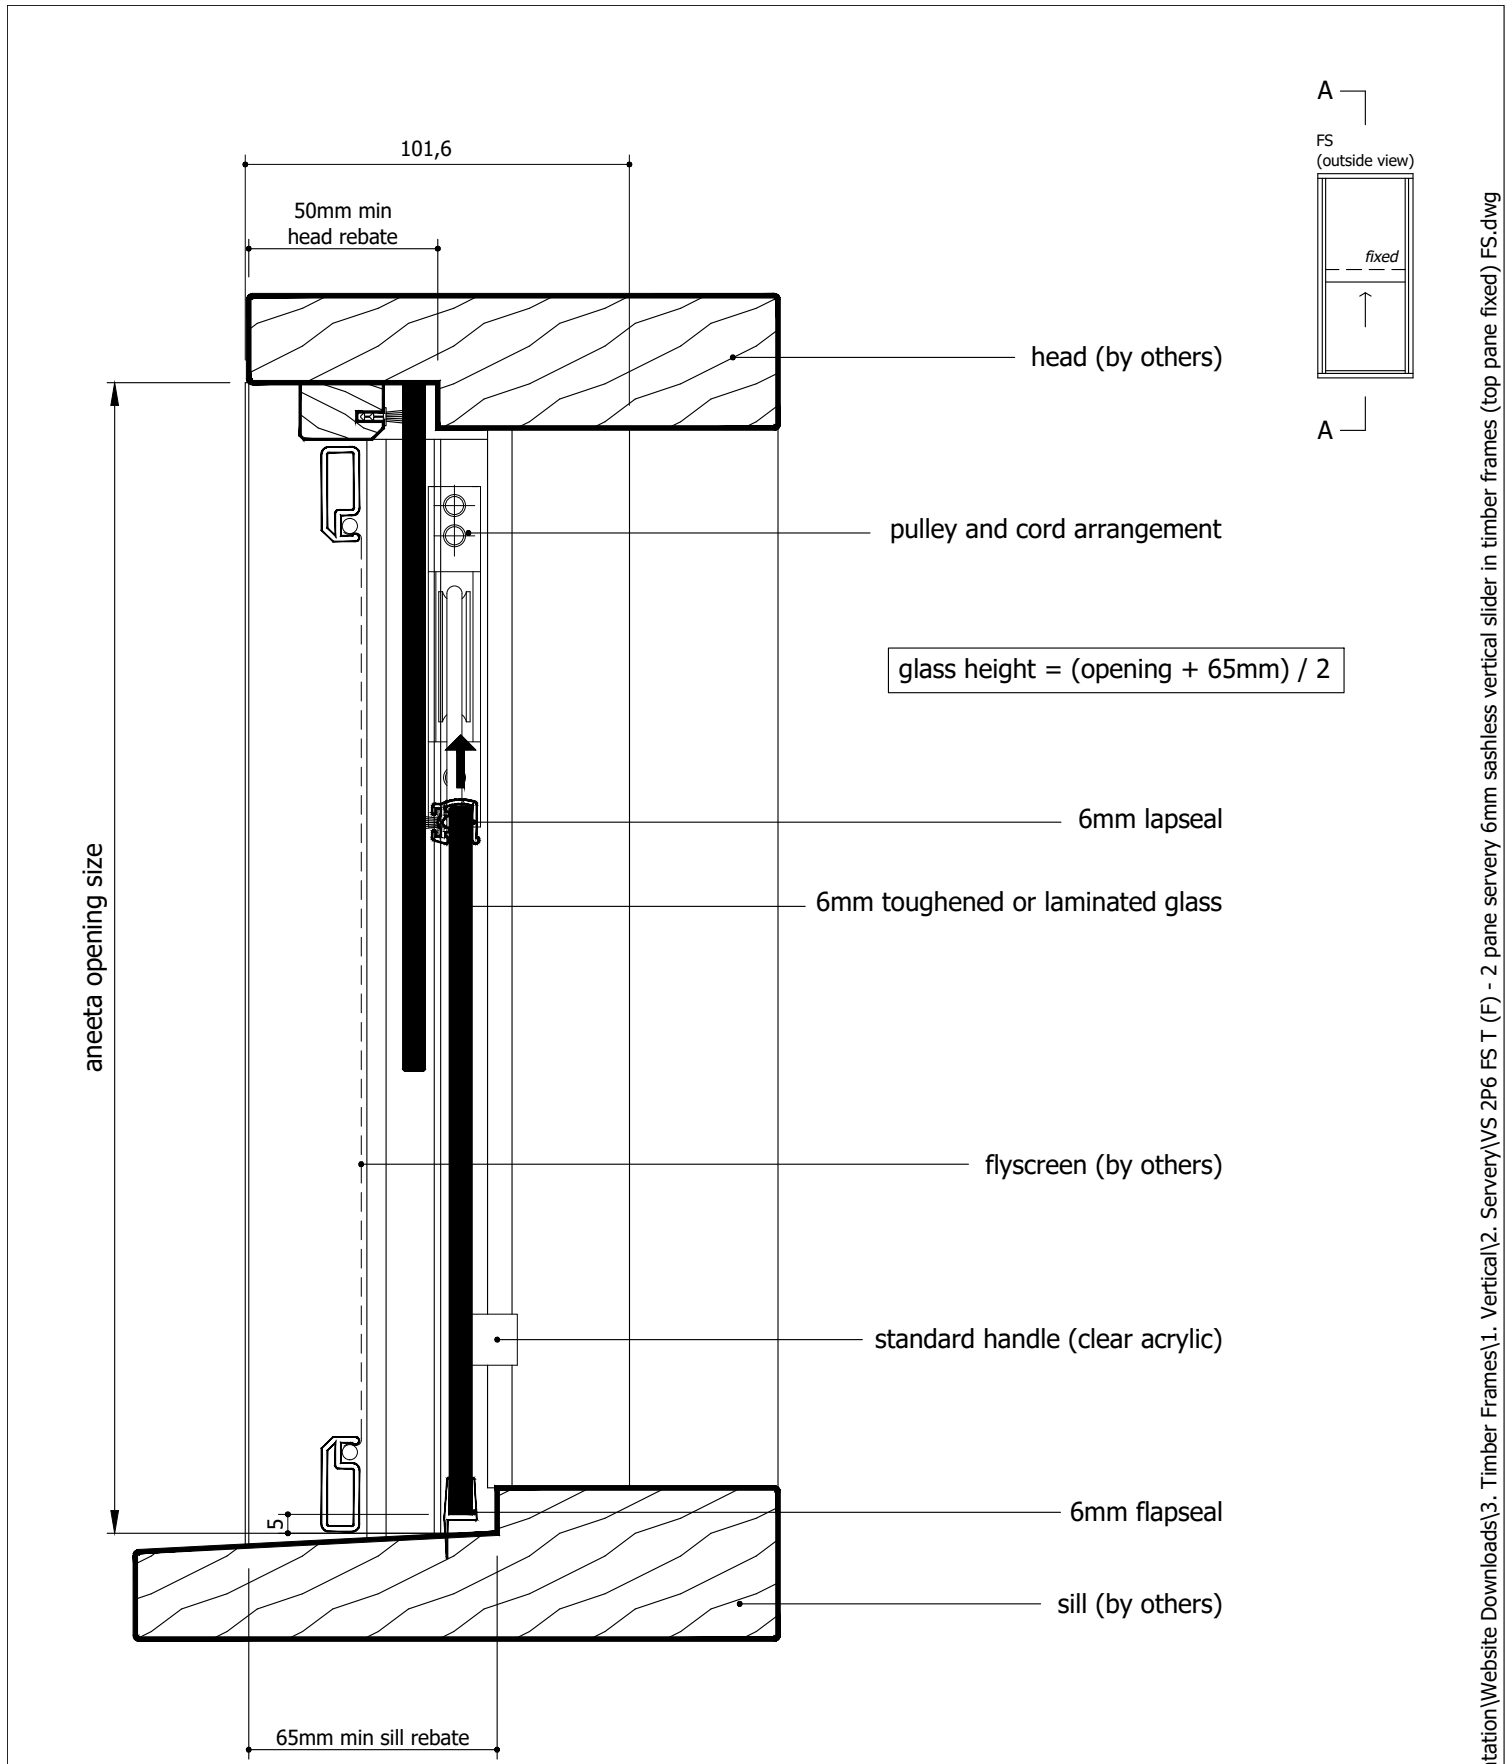 A
FS
(outside view)
fixed
A
101,6
50mm min
head rebate
head (by others)
pulley and cord arrangement
glass height = (opening + 65mm) / 2
6mm lapseal
6mm toughened or laminated glass
aneeta opening size
flyscreen (by others)
standard handle (clear acrylic)
5
6mm flapseal
sill (by others)
65mm min sill rebate
tation\Website Downloads\3. Timber Frames\1. Vertical\2. Servery\VS 2P6 FS T (F) - 2 pane servery 6mm sashless vertical slider in timber frames (top pane fixed) FS.dwg